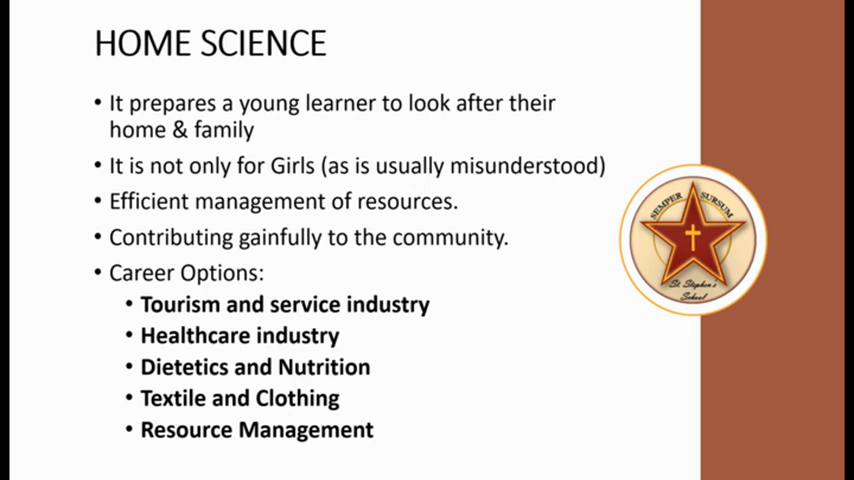 HOME SCIENCE
• It prepares a young learner to look after their
home & family
• It is not only for Girls (as is usually misunderstood)
• Efficient management of resources.
• Contributing gainfully to the community.
• Career Options:
• Tourism and service industry
• Healthcare industry
• Dietetics and Nutrition
• Textile and Clothing
• Resource Management
SEMPER SURSUM
St. Stephen's
School